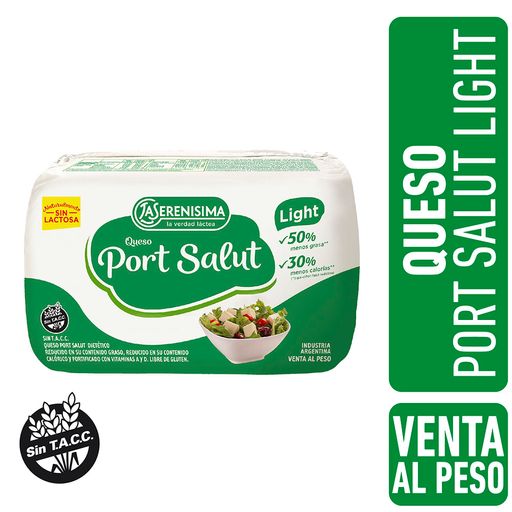 Naturalmente
SIN
LACTOSA
LA SERENISIMA
la verdad láctea
Queso
Port Salut
Light
50%
menos grasa**
30%
menos calorías**
Sin T.A.C.C.
SIN T.A.C.C.
QUESO PORT SALUT DIETÉTICO
REDUCIDO EN SU CONTENIDO GRASO, REDUCIDO EN SU CONTENIDO
CALÓRICO Y FORTIFICADO CON VITAMINAS A Y D. LIBRE DE GLUTEN.
INDUSTRIA
ARGENTINA
VENTA AL PESO
Sin T.A.C.C.
QUESO
PORT SALUT LIGHT
VENTA
AL PESO